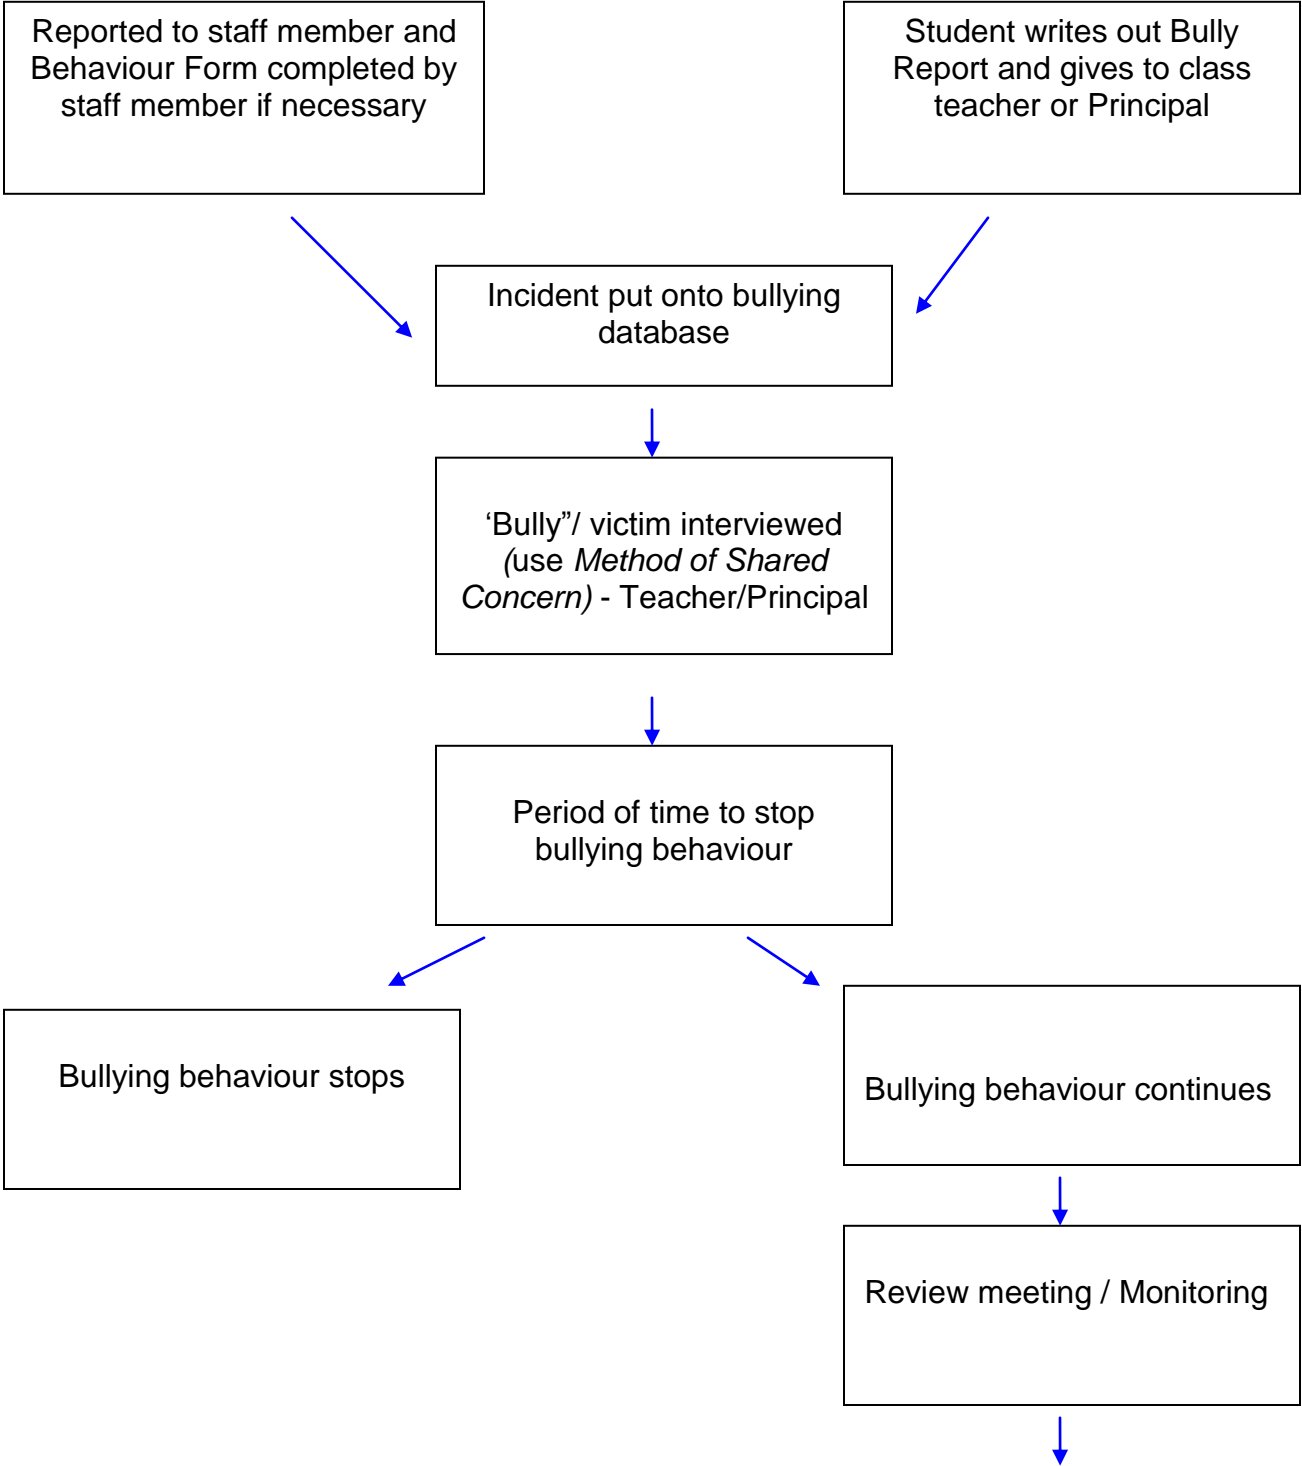 Reported to staff member and
Behaviour Form completed by
staff member if necessary
Student writes out Bully
Report and gives to class
teacher or Principal
Incident put onto bullying
database
‘Bully”/ victim interviewed
(use Method of Shared
Concern) - Teacher/Principal
Period of time to stop
bullying behaviour
Bullying behaviour stops
Bullying behaviour continues
Review meeting / Monitoring